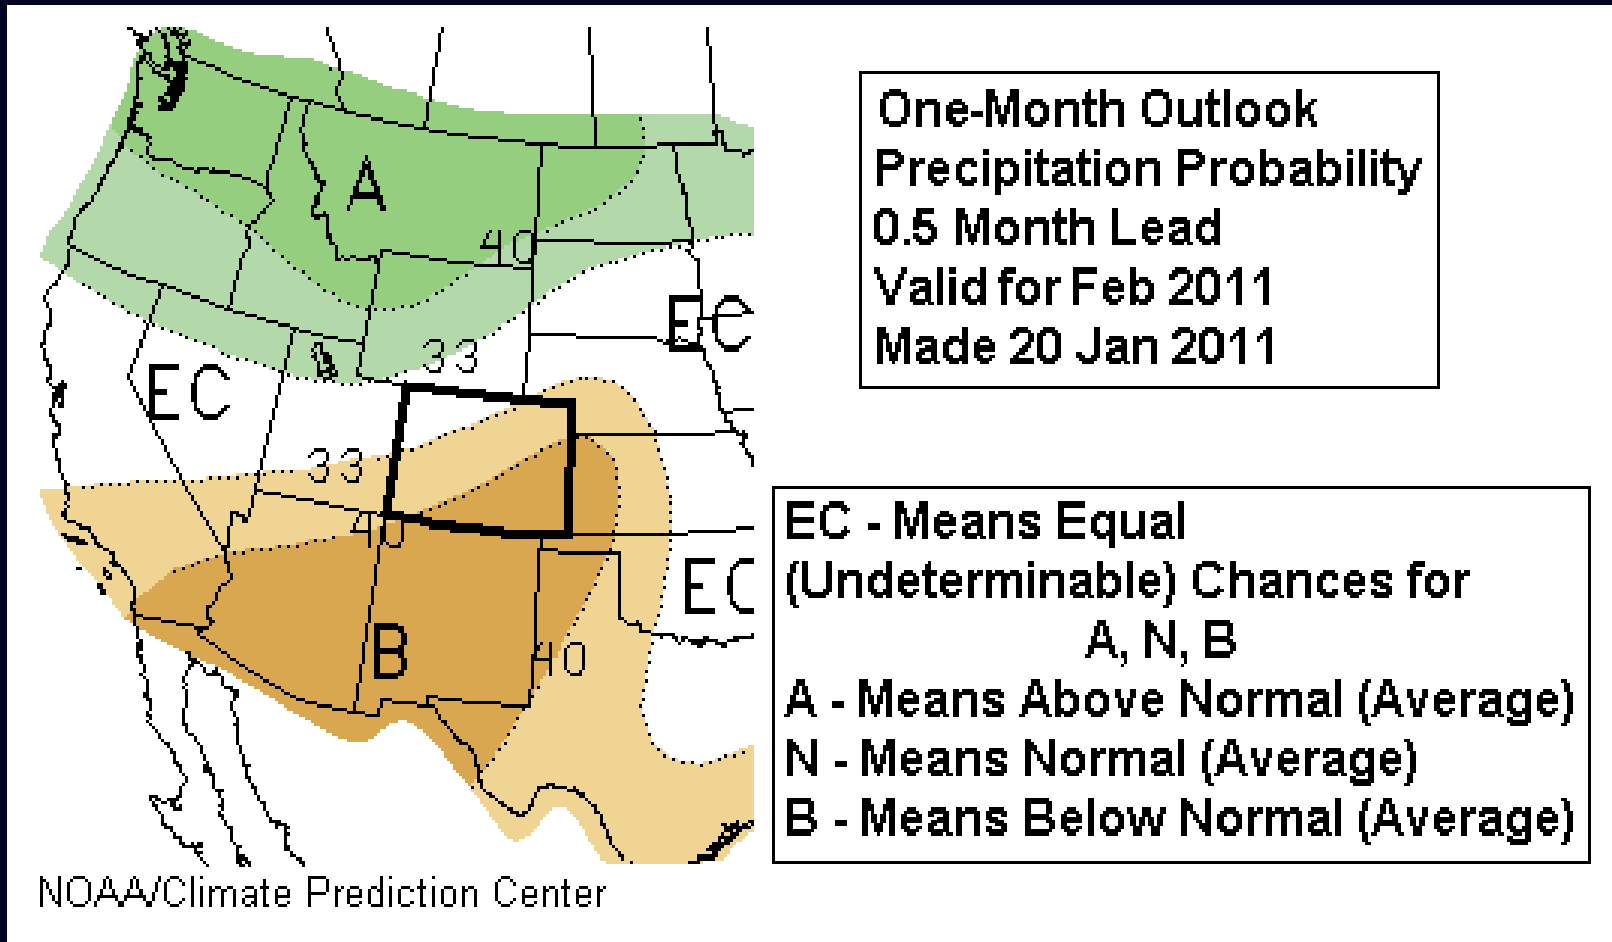 A
40
EC
33
EC
33
40
EC
B
40
NOAA/Climate Prediction Center
One-Month Outlook
Precipitation Probability
0.5 Month Lead
Valid for Feb 2011
Made 20 Jan 2011
EC - Means Equal
(Undeterminable) Chances for
A, N, B
A - Means Above Normal (Average)
N - Means Normal (Average)
B - Means Below Normal (Average)